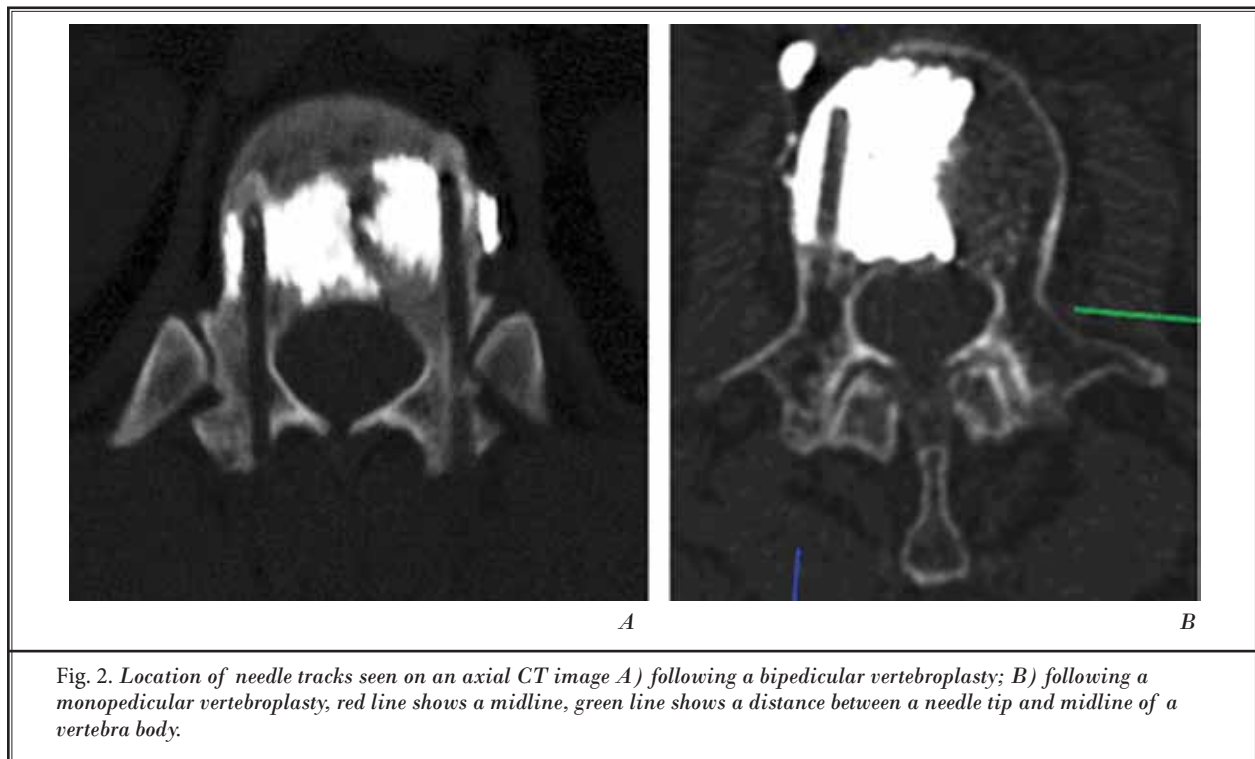 A
B
Fig. 2. Location of needle tracks seen on an axial CT image A) following a bipedicular vertebroplasty; B) following a
monopedicular vertebroplasty, red line shows a midline, green line shows a distance between a needle tip and midline of a
vertebra body.